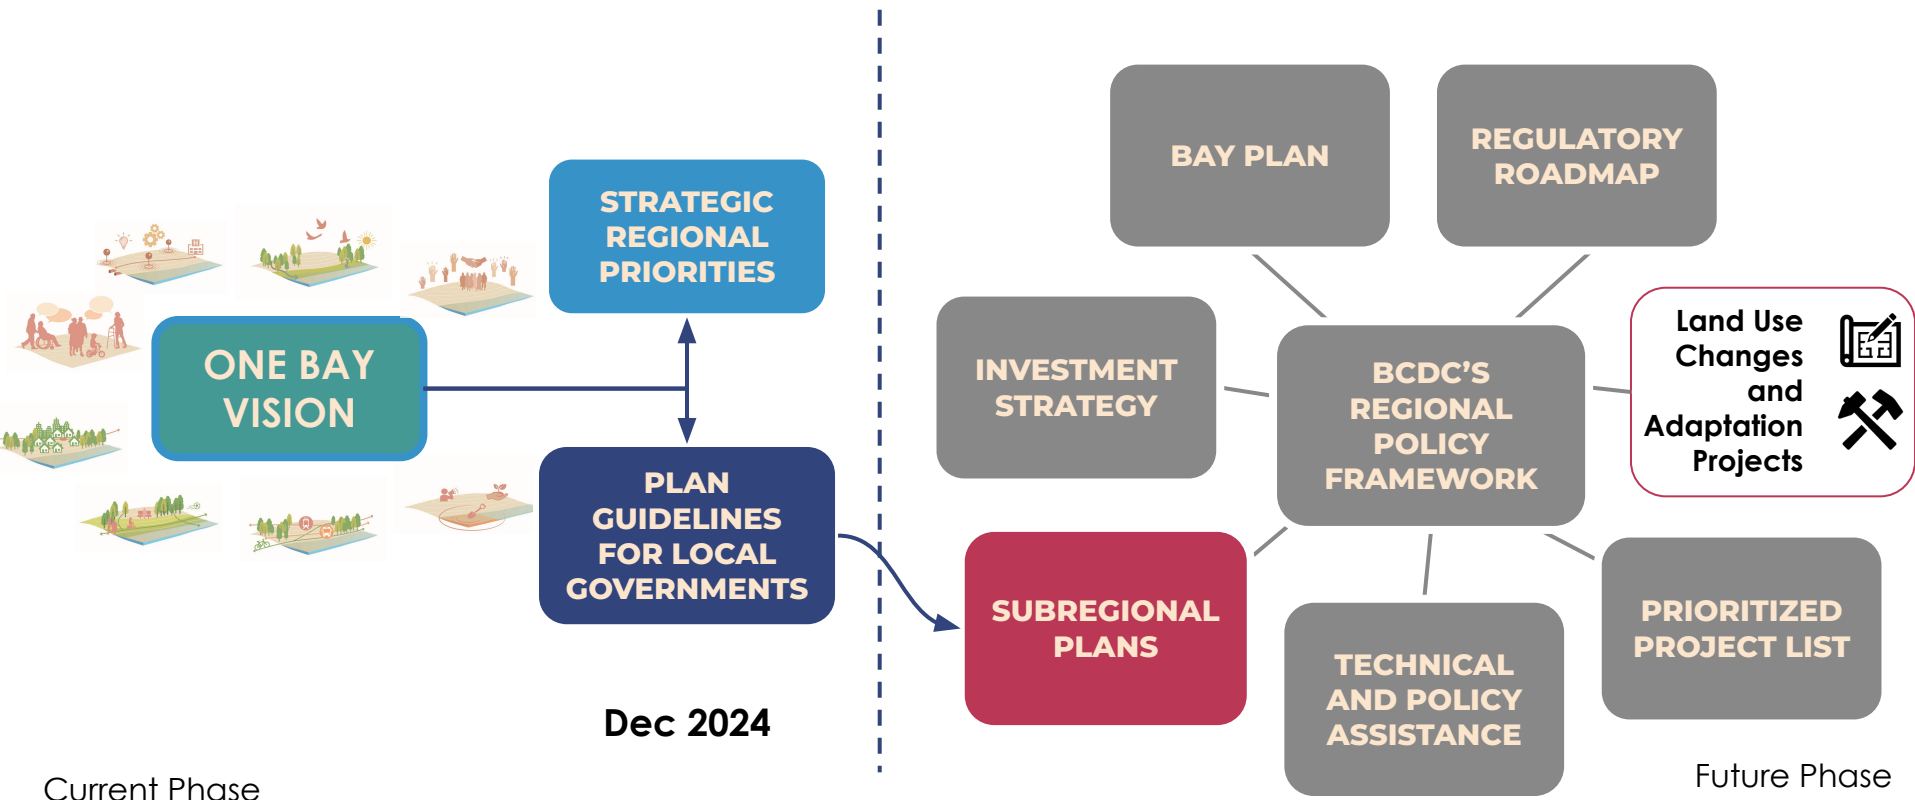 STRATEGIC
REGIONAL
PRIORITIES
ONE BAY
VISION
PLAN
GUIDELINES
FOR LOCAL
GOVERNMENTS
Dec 2024
Current Phase
BAY PLAN
REGULATORY
ROADMAP
INVESTMENT
STRATEGY
BCDC'S
REGIONAL
POLICY
FRAMEWORK
Land Use
Changes
and
Adaptation
Projects
SUBREGIONAL
PLANS
TECHNICAL
AND POLICY
ASSISTANCE
PRIORITIZED
PROJECT LIST
Future Phase